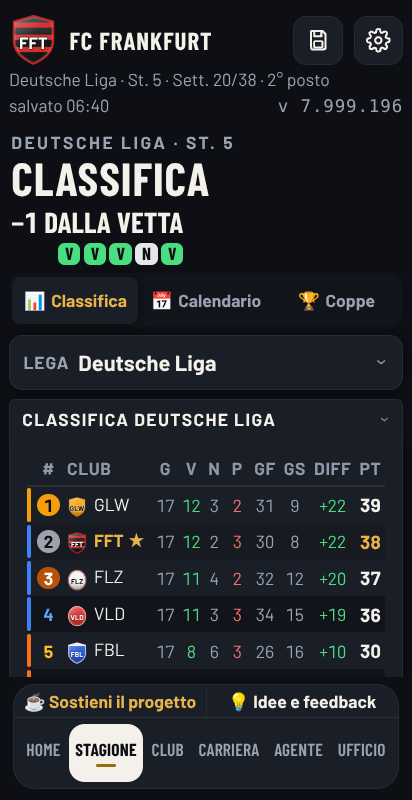 FFT FC FRANKFURT
Deutsche Liga · St. 5 · Sett. 20/38 · 2° posto
salvato 06:40 v 7.999.196
DEUTSCHE LIGA · ST. 5
CLASSIFICA
−1 DALLA VETTA
V V V N V
📊 Classifica 📅 Calendario 🏆 Coppe
LEGA Deutsche Liga
CLASSIFICA DEUTSCHE LIGA
# CLUB G V N P GF GS DIFF PT
1 GLW GLW 17 12 3 2 31 9 +22 39
2 FFT FFT ★ 17 12 2 3 30 8 +22 38
3 FLZ FLZ 17 11 4 2 32 12 +20 37
4 VLD VLD 17 11 3 3 34 15 +19 36
5 FBL FBL 17 8 6 3 26 16 +10 30
☕ Sostieni il progetto 💡 Idee e feedback
HOME STAGIONE CLUB CARRIERA AGENTE UFFICIO